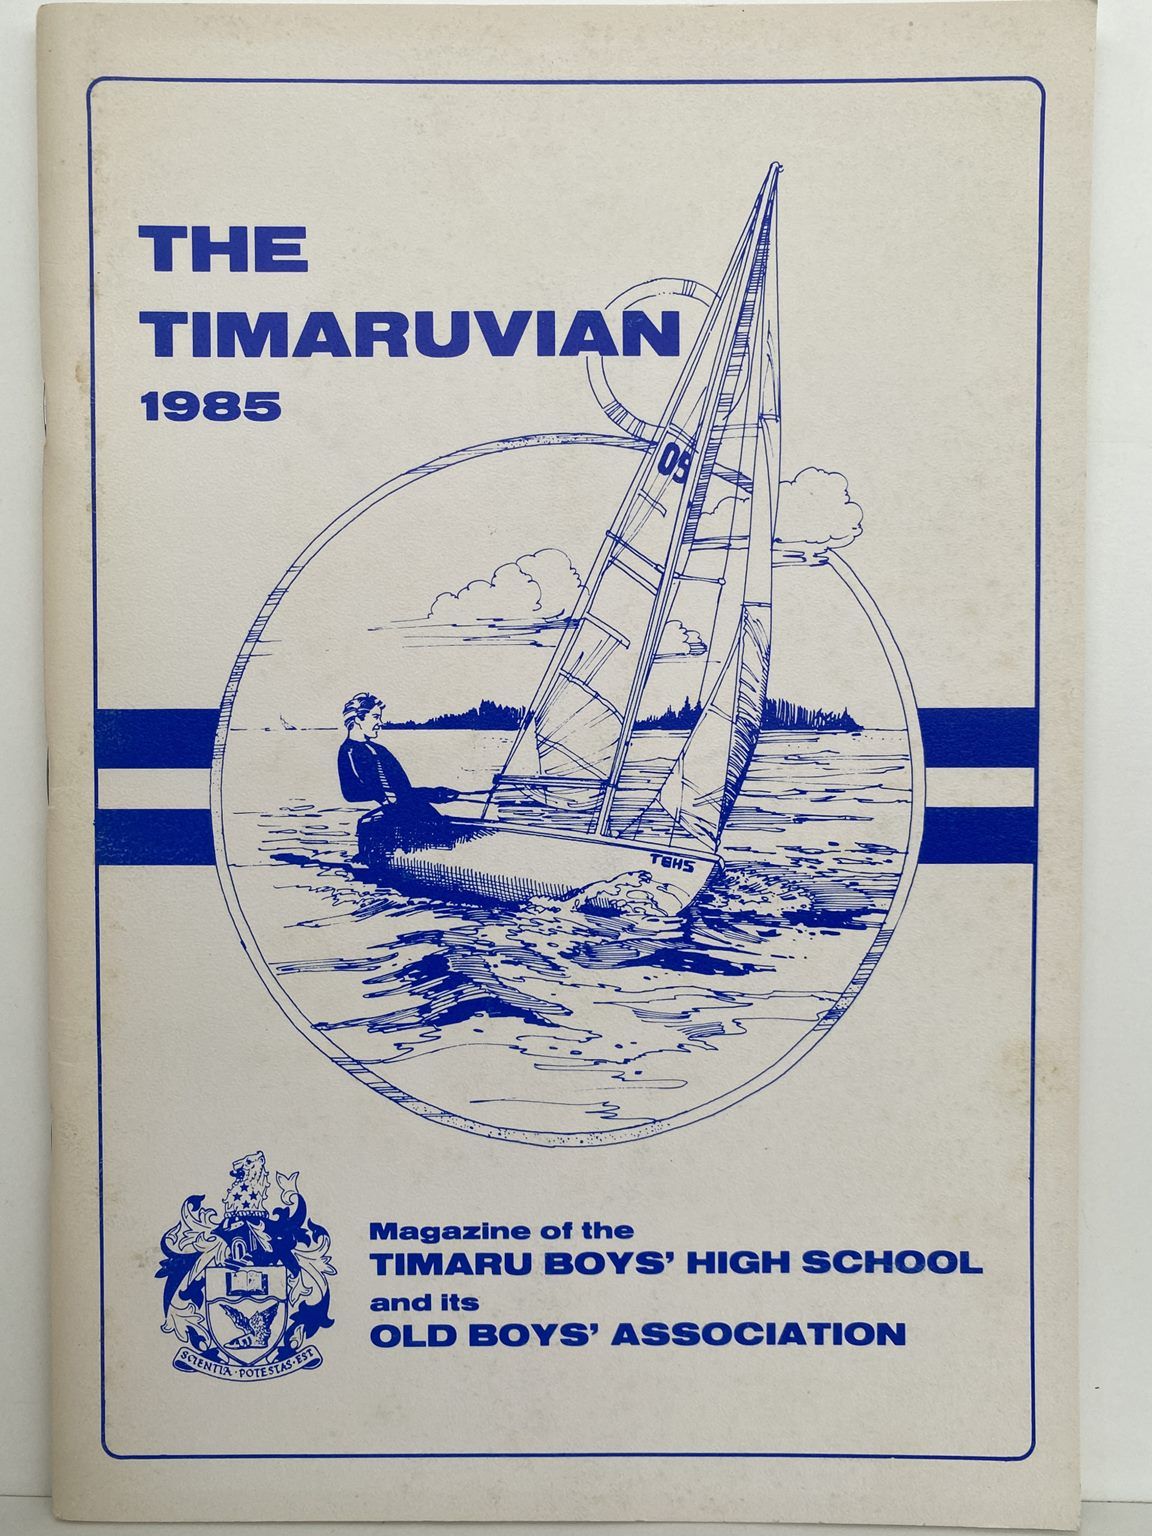 THE
TIMARUVIAN
1985
TBHS
Magazine of the
TIMARU BOYS' HIGH SCHOOL
and its
OLD BOYS' ASSOCIATION
SCIENTIA · POTESTAS · EST